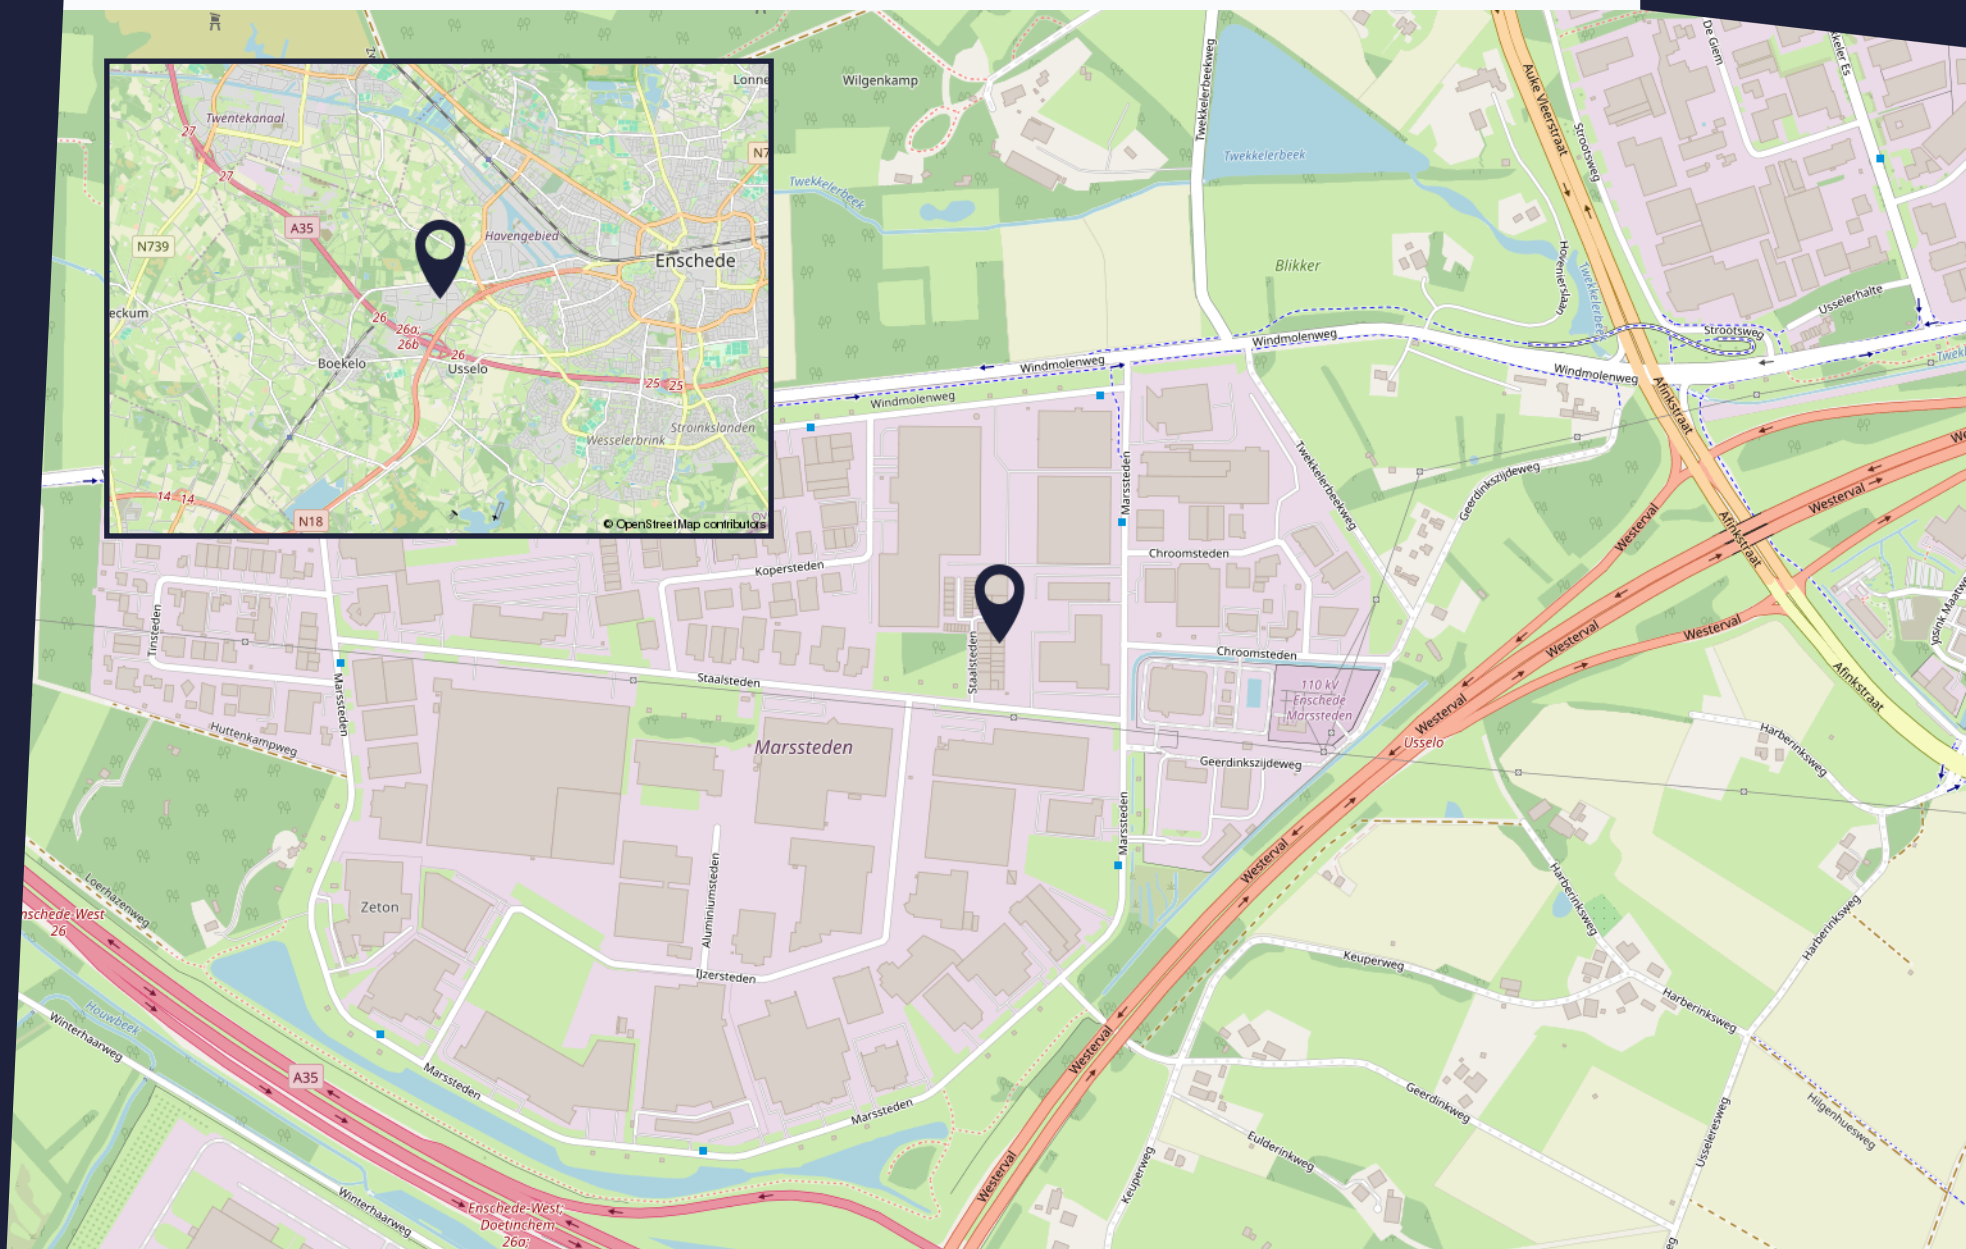 Wilgenkamp
Twekkelerbeekweg
Auke Vleerstraat
Strootsweg
De Giem
Lonne
Twentekanaal
27
27
A35
N739
N7
Havengebied
Enschede
eckum
26
26a;
26b
26
Boekelo
Usselo
25
25
Wesselerbrink
Stroinkslanden
14
14
N18
© OpenStreetMap contributors
Twekkelerbeek
Twekkelerbeek
Twekkelerbeek
Blikker
Hovenierslaan
Usselerhalte
Strootsweg
Windmolenweg
Windmolenweg
Windmolenweg
Windmolenweg
Afinkstraat
Afinkstraat
Afinkstraat
Marssteden
Twekkelerbeekweg
Geerdinkszijdeweg
Westerval
Westerval
Westerval
Westerval
Westerval
Westerval
Westerval
Westerval
Chroomsteden
Chroomsteden
Kopersteden
Tinsteden
Staalsteden
Staalsteden
Marssteden
Huttenkampweg
Marssteden
110 kV
Enschede
Marssteden
Usselo
Geerdinkszijdeweg
Marssteden
Harberinksweg
Harberinksweg
Harberinksweg
Harberinksweg
Loerhazenweg
nschede-West
26
Zeton
Aluminiumsteden
IJzersteden
Keuperweg
Houwbeek
Winterhaarweg
A35
Marssteden
Marssteden
Geerdinkweg
Hilgenhuesweg
Usseleresweg
Eulderinkweg
Keuperweg
Winterhaarweg
Enschede-West;
Doetinchem
26a;